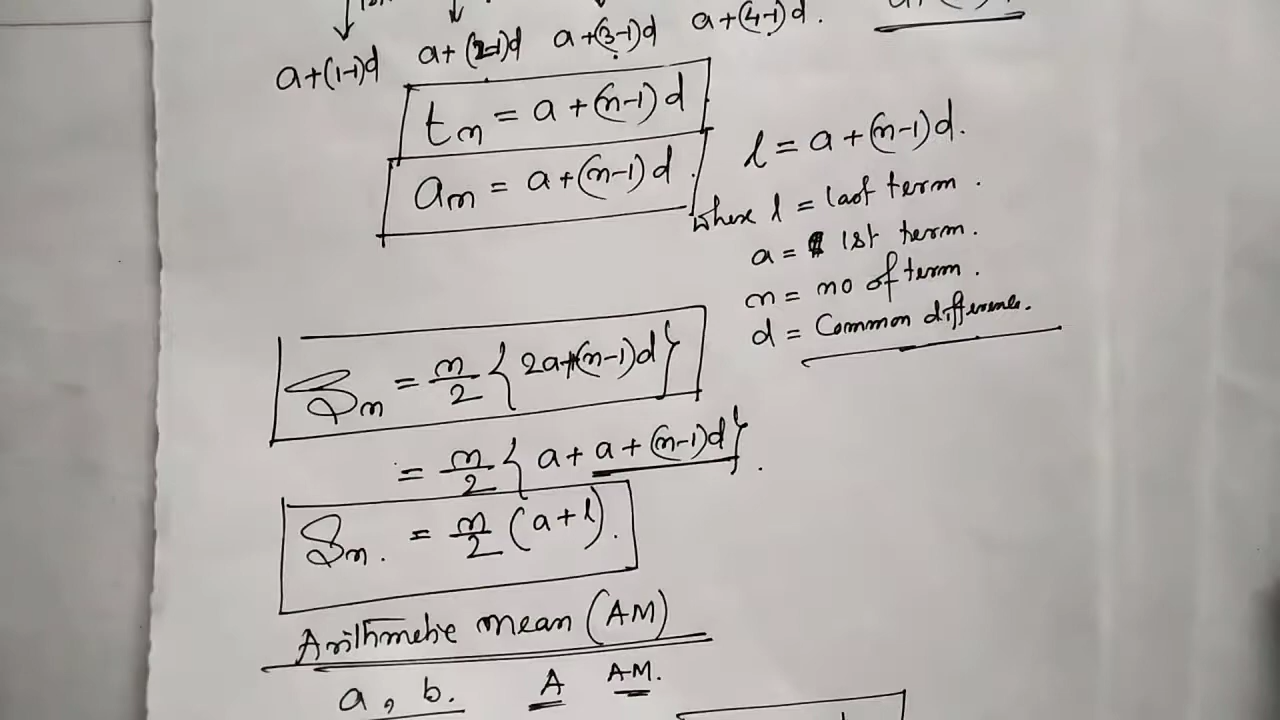 a+(1-1)d a+(2-1)d a+(3-1)d a+(4-1)d.
tn = a+(n-1)d
an = a+(n-1)d.
l = a+(n-1)d.
where l = last term.
a = 1st term.
n = no of term.
d = Common difference.
Sn = n/2 { 2a+(n-1)d}
= n/2 { a+ a+(n-1)d}.
Sn. = n/2 (a+l).
Arithmetic mean (AM)
a, b. A AM.